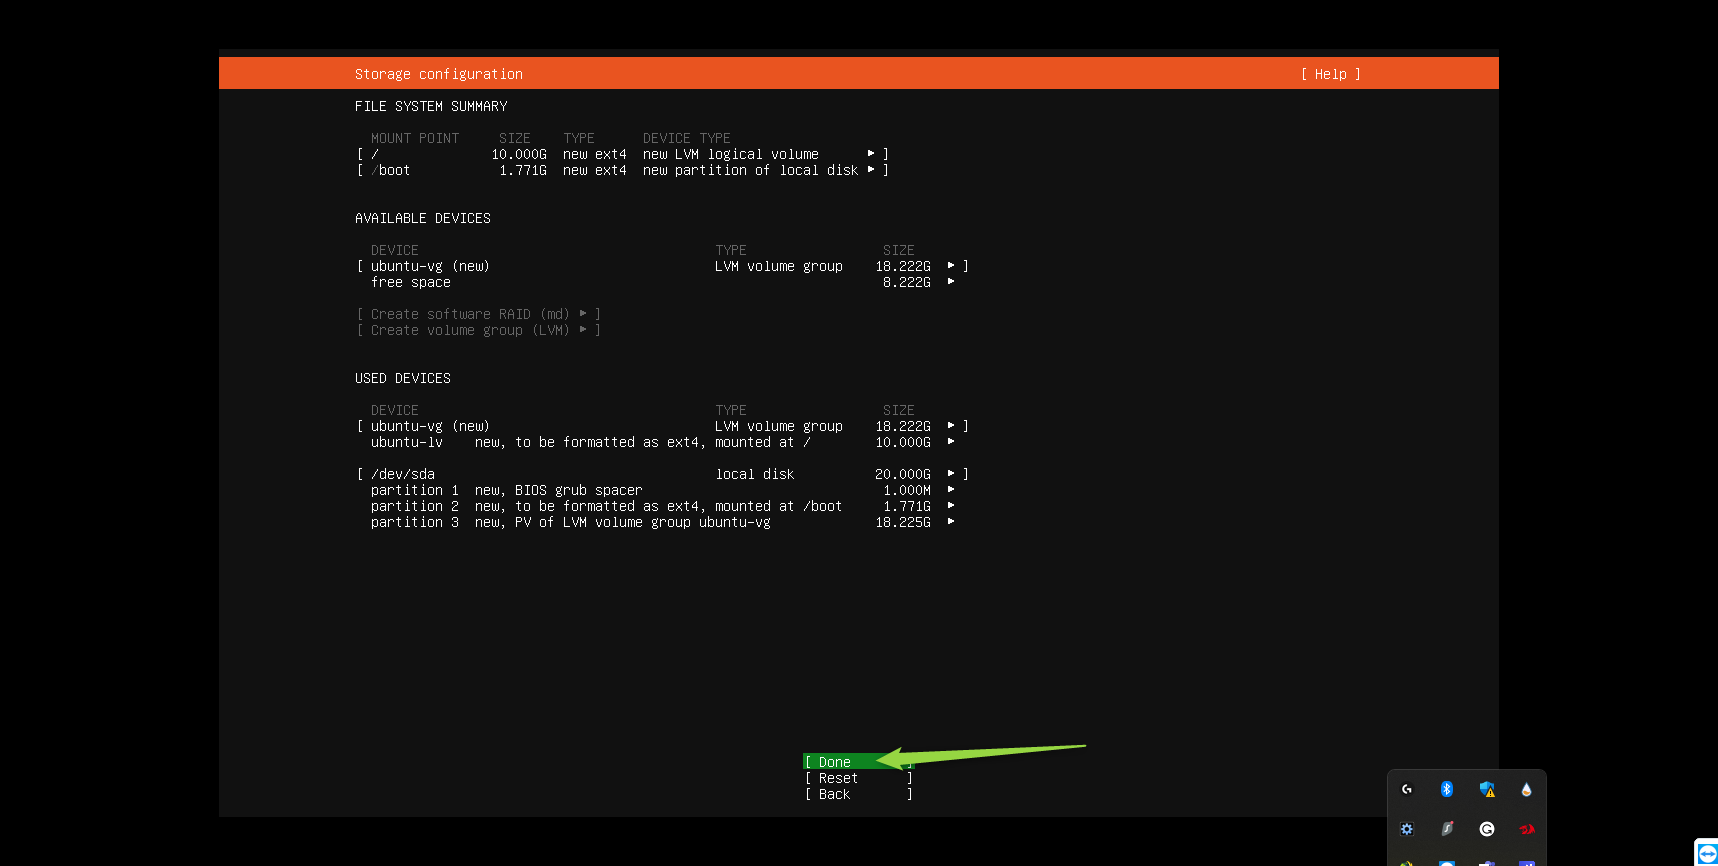 Storage configuration [ Help ]
FILE SYSTEM SUMMARY
MOUNT POINT SIZE TYPE DEVICE TYPE
[ / 10.000G new ext4 new LVM logical volume ▸ ]
[ /boot 1.771G new ext4 new partition of local disk ▸ ]
AVAILABLE DEVICES
DEVICE TYPE SIZE
[ ubuntu-vg (new) LVM volume group 18.222G ▸ ]
free space 8.222G ▸
[ Create software RAID (md) ▸ ]
[ Create volume group (LVM) ▸ ]
USED DEVICES
DEVICE TYPE SIZE
[ ubuntu-vg (new) LVM volume group 18.222G ▸ ]
ubuntu-lv new, to be formatted as ext4, mounted at / 10.000G ▸
[ /dev/sda local disk 20.000G ▸ ]
partition 1 new, BIOS grub spacer 1.000M ▸
partition 2 new, to be formatted as ext4, mounted at /boot 1.771G ▸
partition 3 new, PV of LVM volume group ubuntu-vg 18.225G ▸
[ Done ]
[ Reset ]
[ Back ]